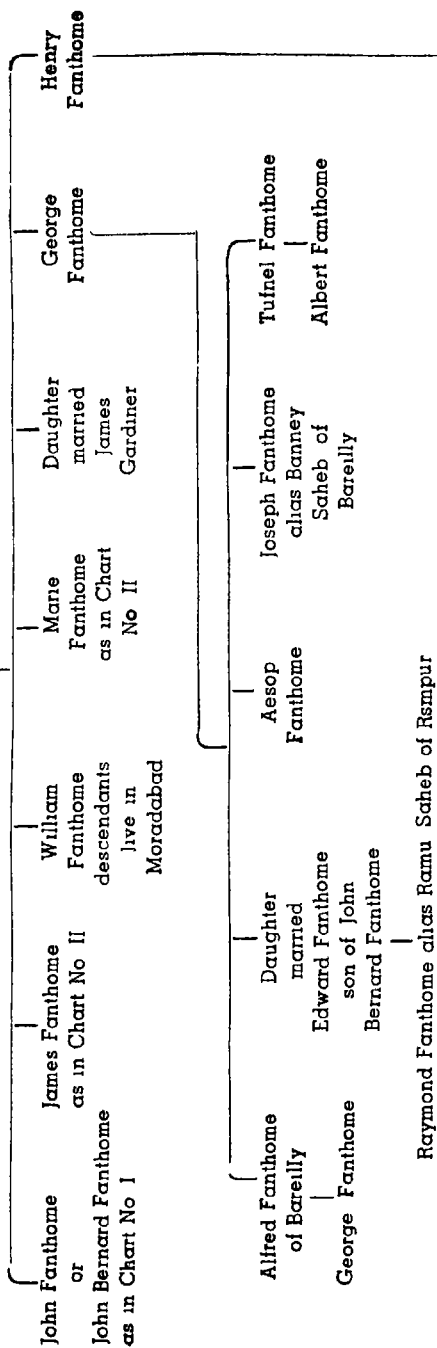 John Fanthome
or
John Bernard Fanthome
as in Chart No I
James Fanthome
as in Chart No II
William
Fanthome
descendants
live in
Moradabad
Marie
Fanthome
as in Chart
No II
Daughter
married
James
Gardiner
George
Fanthome
Henry
Fanthome
Alfred Fanthome
of Bareilly
George Fanthome
Daughter
married
Edward Fanthome
son of John
Bernard Fanthome
Raymond Fanthome alias Ramu Saheb of Rsmpur
Aesop
Fanthome
Joseph Fanthome
alias Banney
Saheb of
Bareilly
Tufnel Fanthome
Albert Fanthome